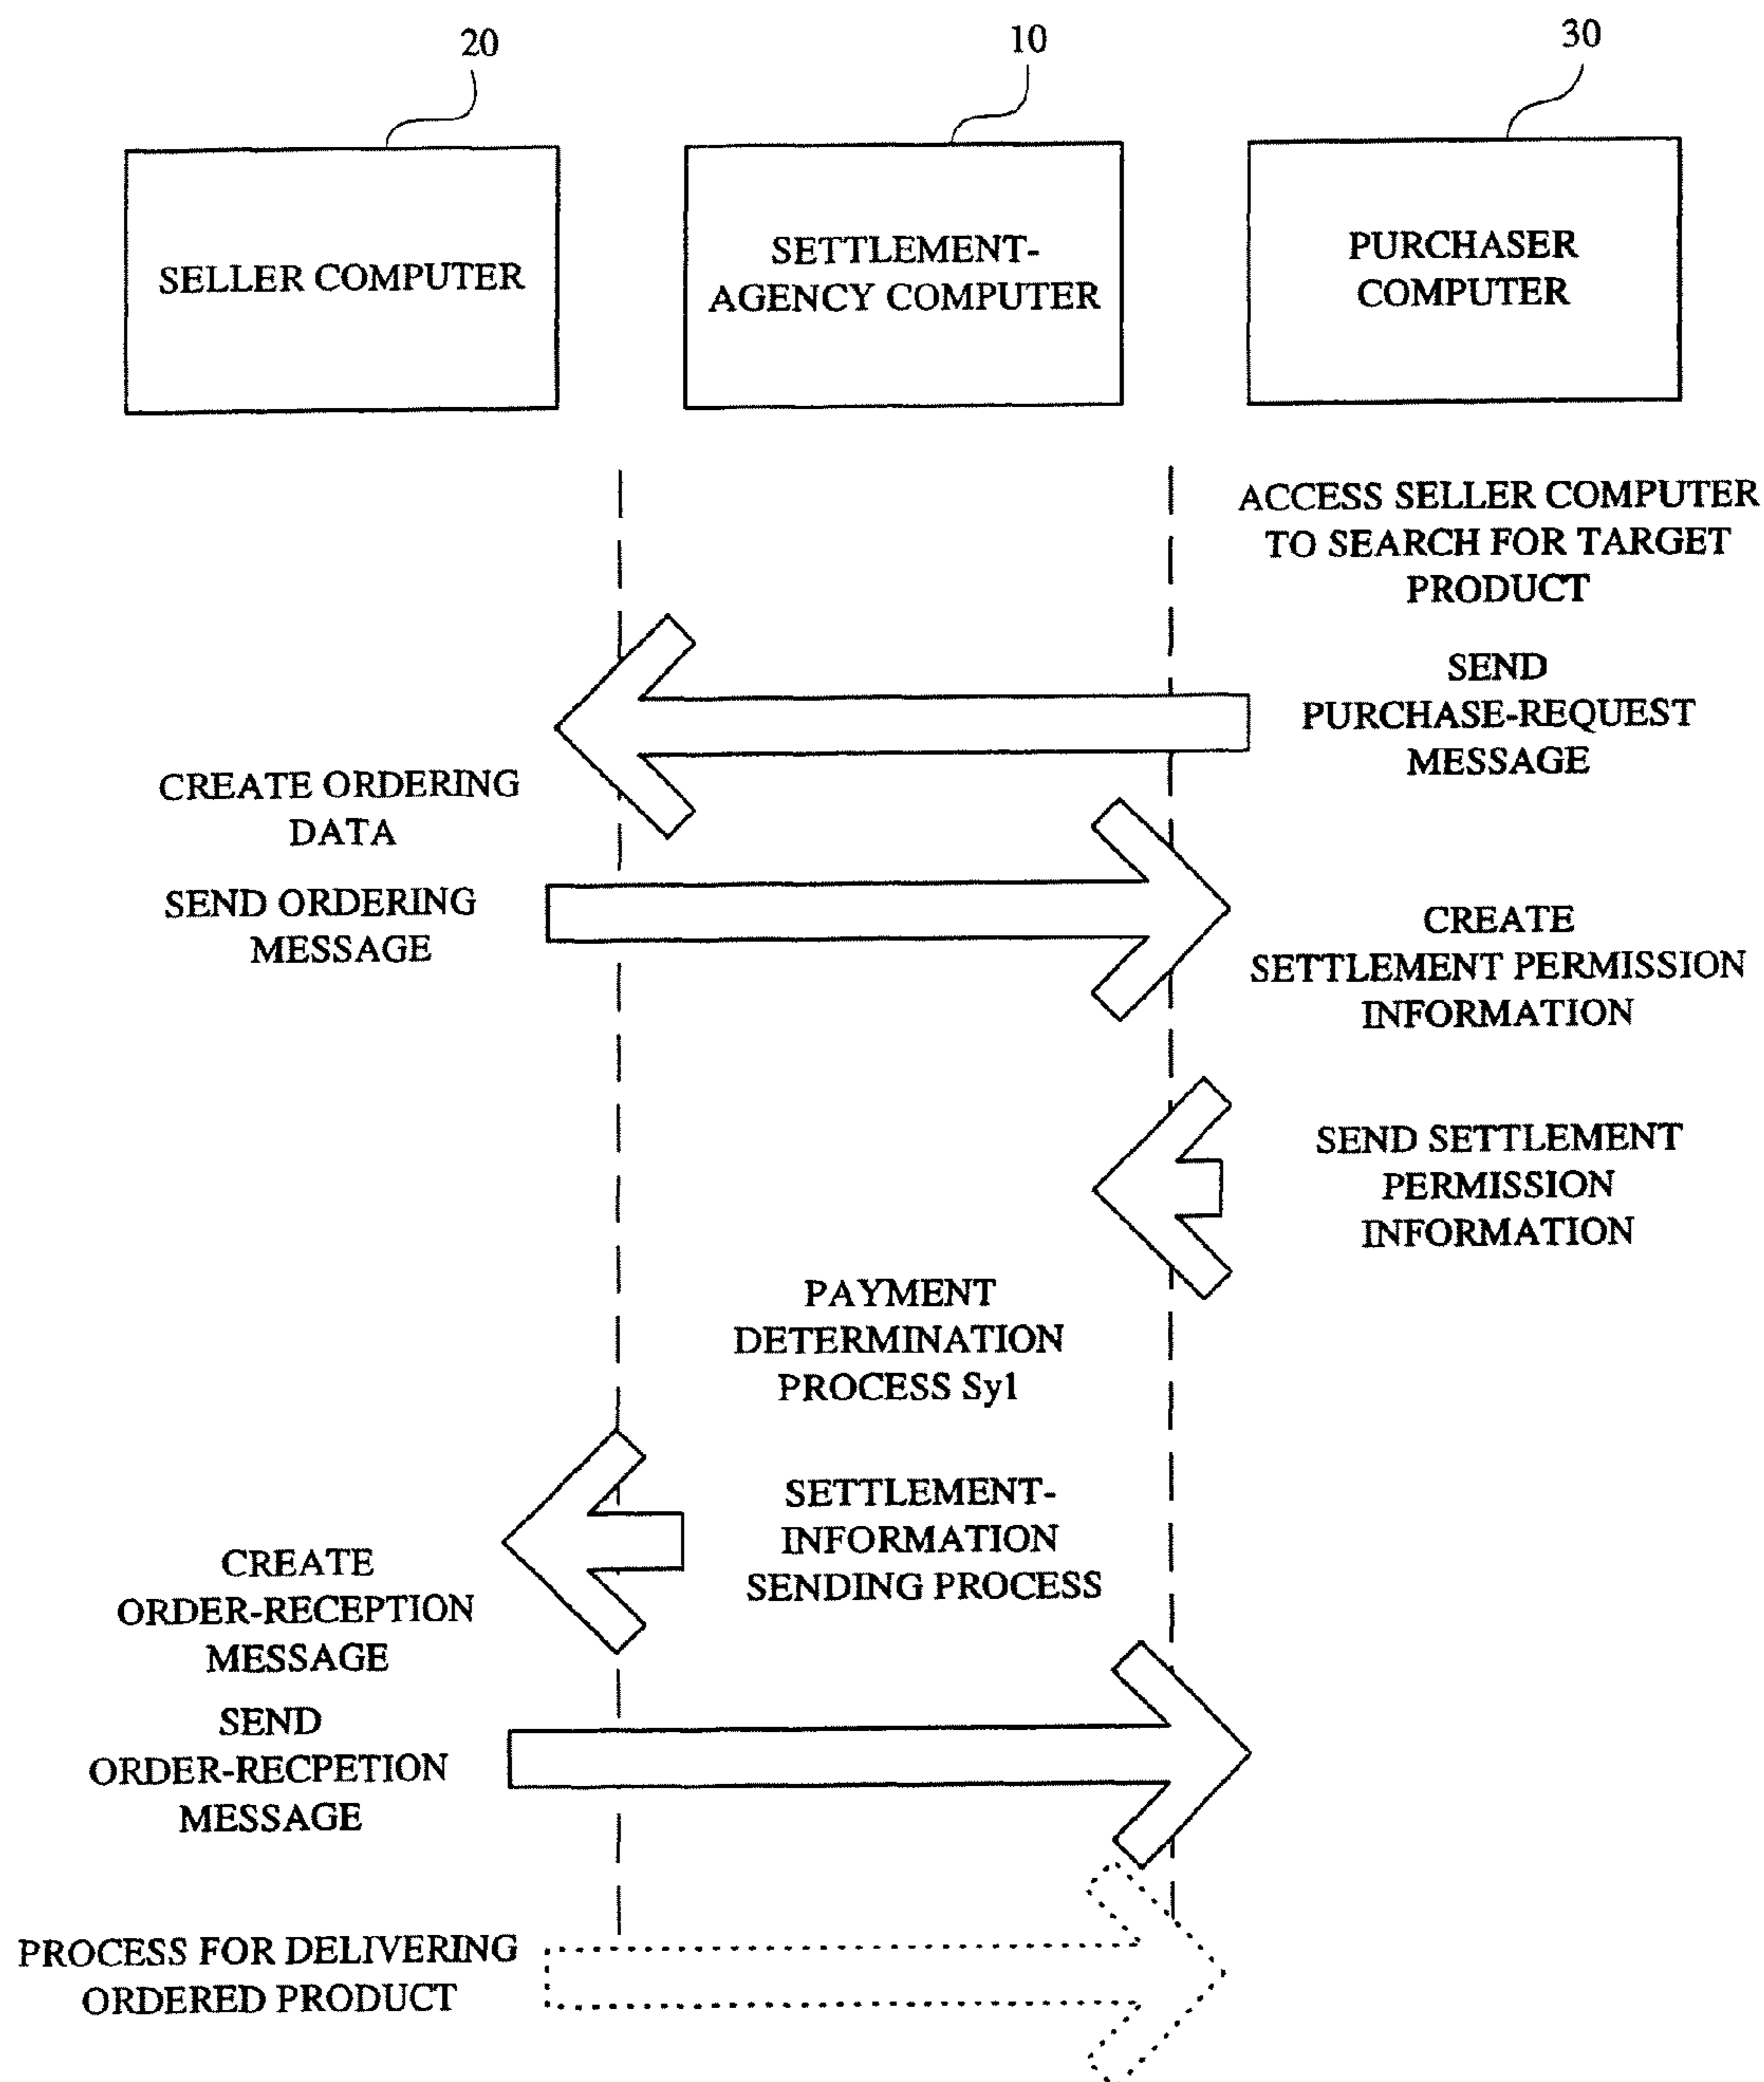 20
10
30
SELLER COMPUTER
SETTLEMENT-
AGENCY COMPUTER
PURCHASER
COMPUTER
ACCESS SELLER COMPUTER
TO SEARCH FOR TARGET
PRODUCT
SEND
PURCHASE-REQUEST
MESSAGE
CREATE ORDERING
DATA
SEND ORDERING
MESSAGE
CREATE
SETTLEMENT PERMISSION
INFORMATION
SEND SETTLEMENT
PERMISSION
INFORMATION
PAYMENT
DETERMINATION
PROCESS Sy1
SETTLEMENT-
INFORMATION
SENDING PROCESS
CREATE
ORDER-RECEPTION
MESSAGE
SEND
ORDER-RECPETION
MESSAGE
PROCESS FOR DELIVERING
ORDERED PRODUCT